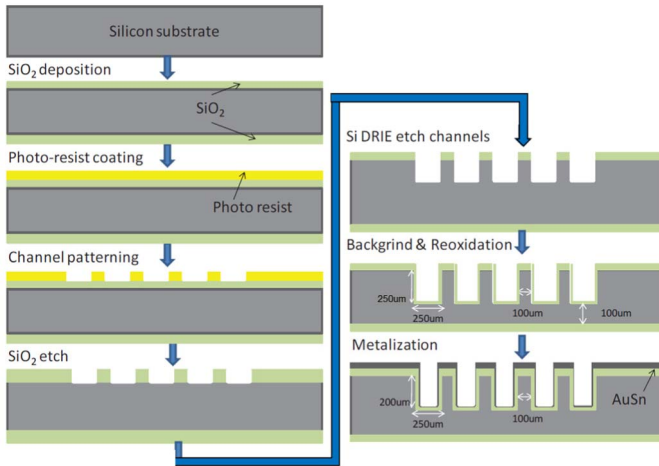 Silicon substrate
SiO2 deposition
SiO2
Photo-resist coating
Photo resist
Channel patterning
SiO2 etch
Si DRIE etch channels
Backgrind & Reoxidation
250um
250um
100um
100um
Metalization
200um
250um
100um
AuSn